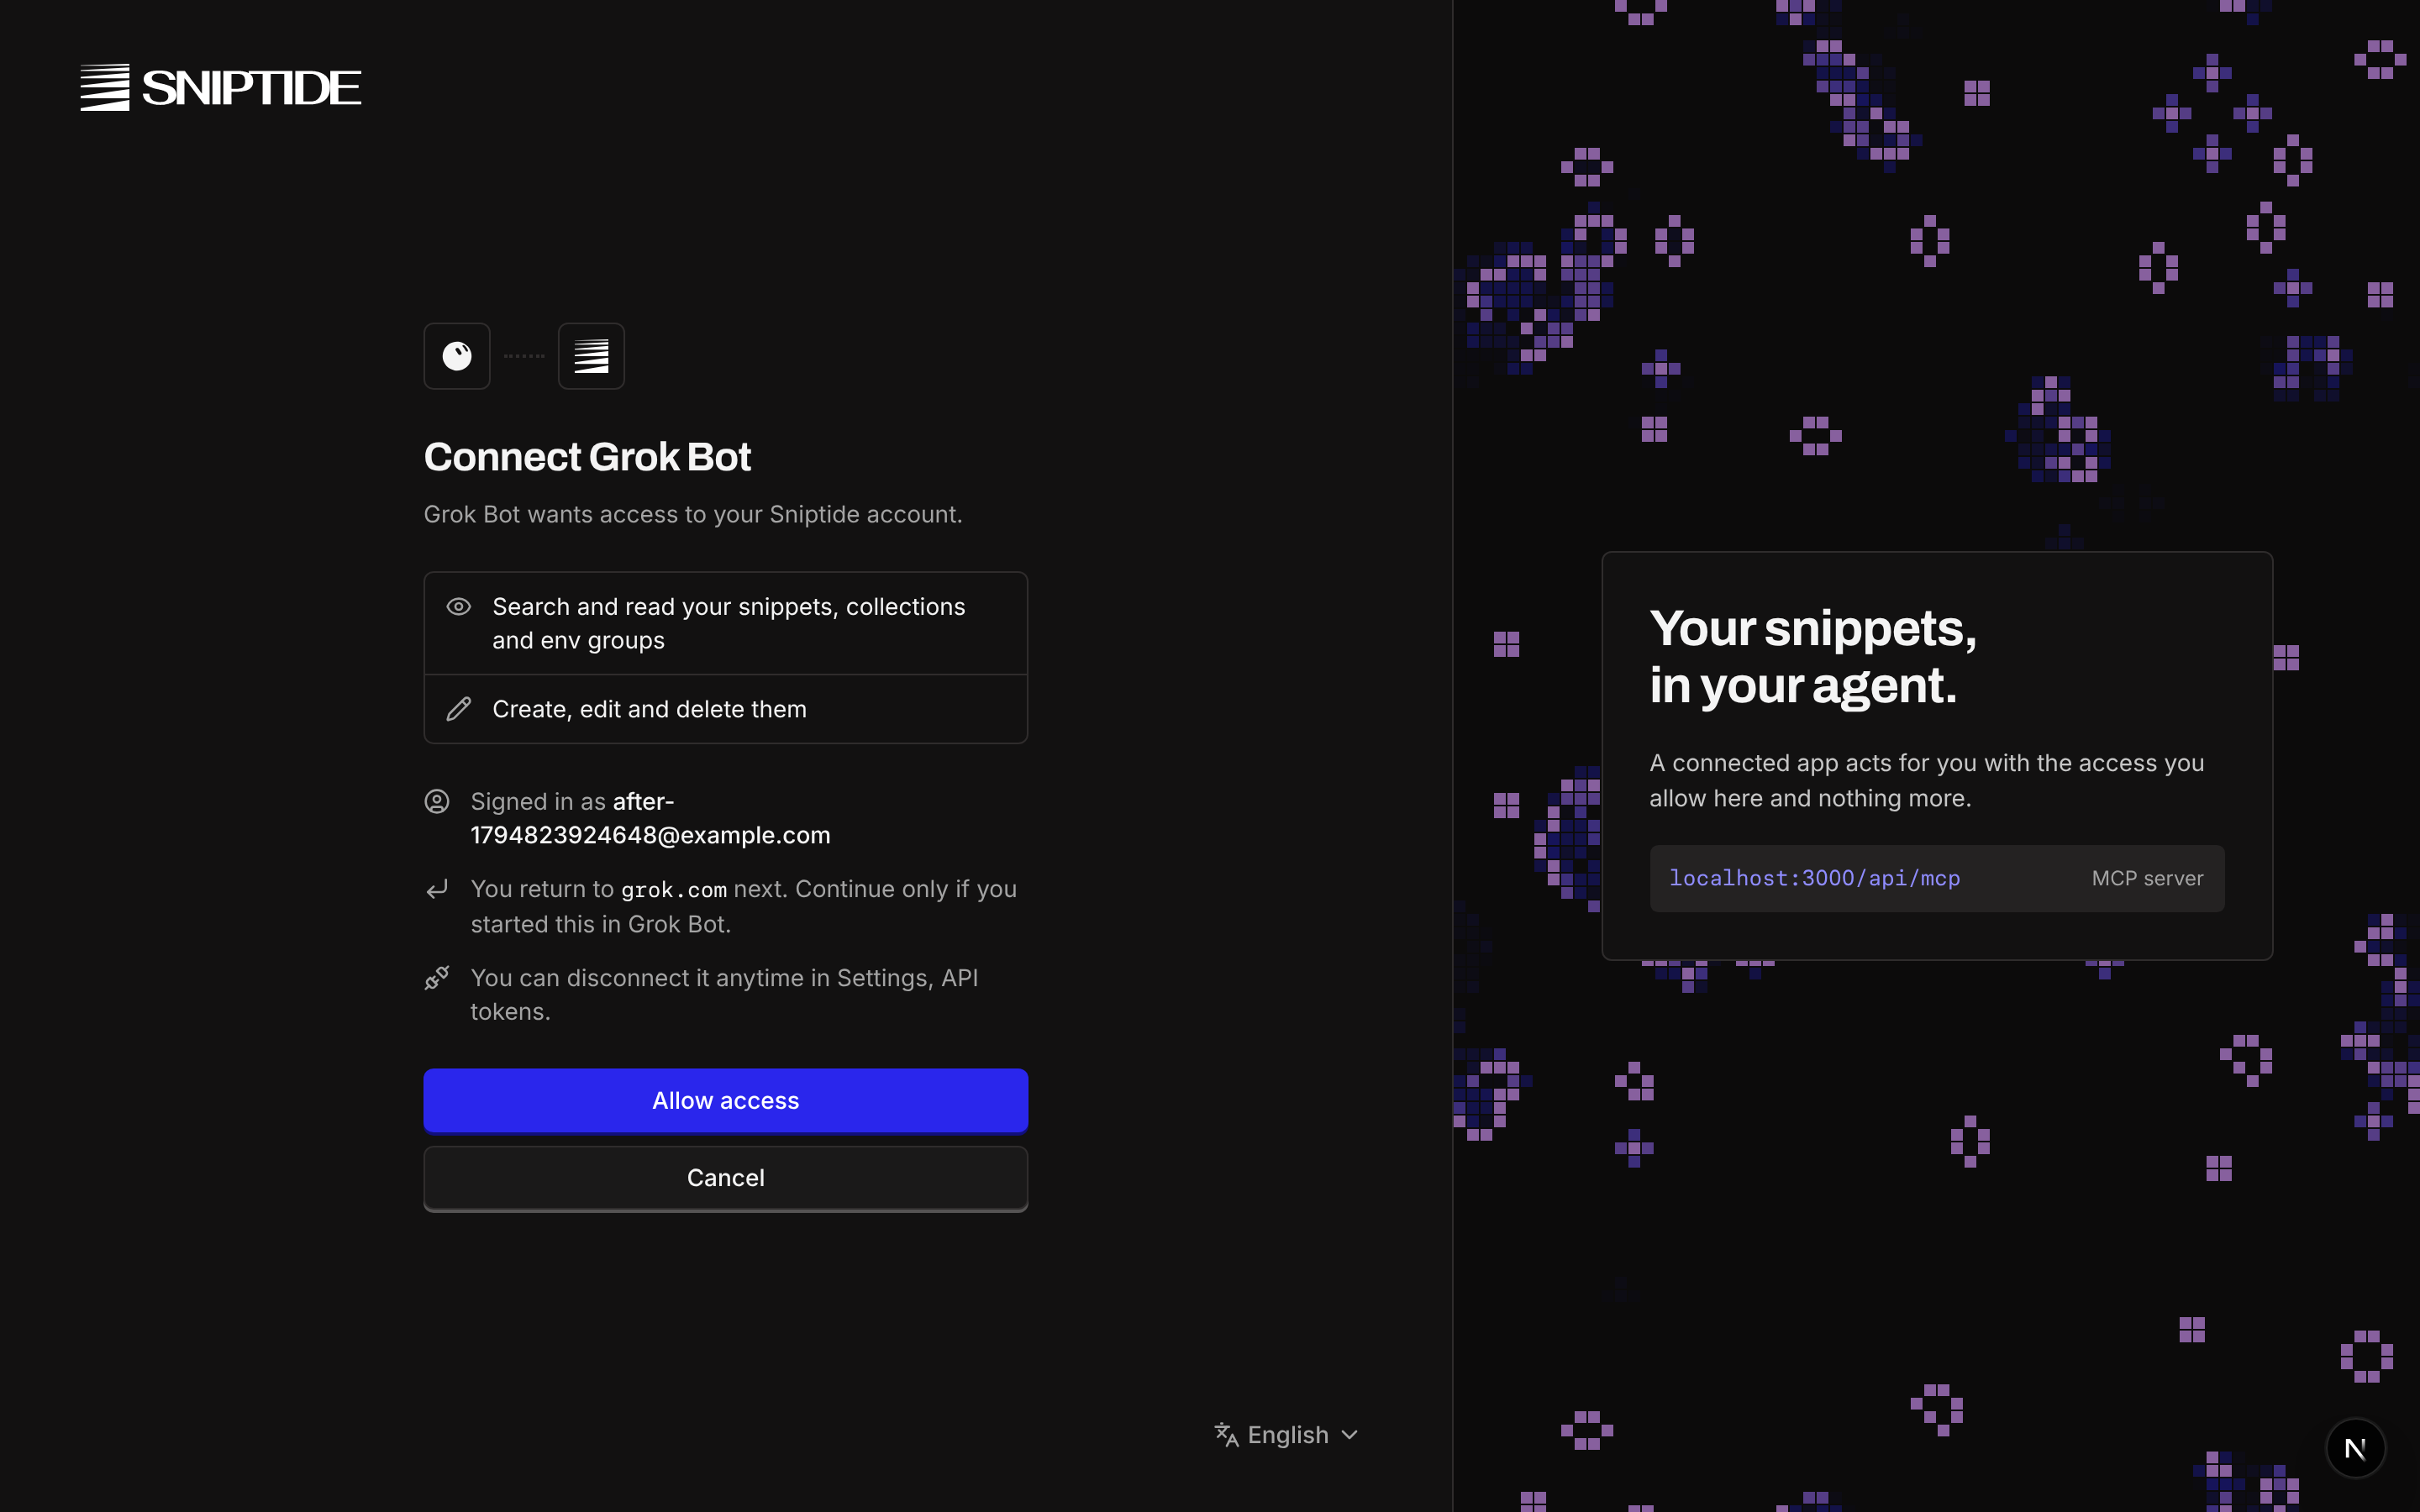 SNIPTIDE
Connect Grok Bot
Grok Bot wants access to your Sniptide account.
Search and read your snippets, collections
and env groups
Create, edit and delete them
Signed in as after-
1794823924648@example.com
You return to grok.com next. Continue only if you
started this in Grok Bot.
You can disconnect it anytime in Settings, API
tokens.
Allow access
Cancel
English
Your snippets,
in your agent.
A connected app acts for you with the access you
allow here and nothing more.
localhost:3000/api/mcp MCP server
N